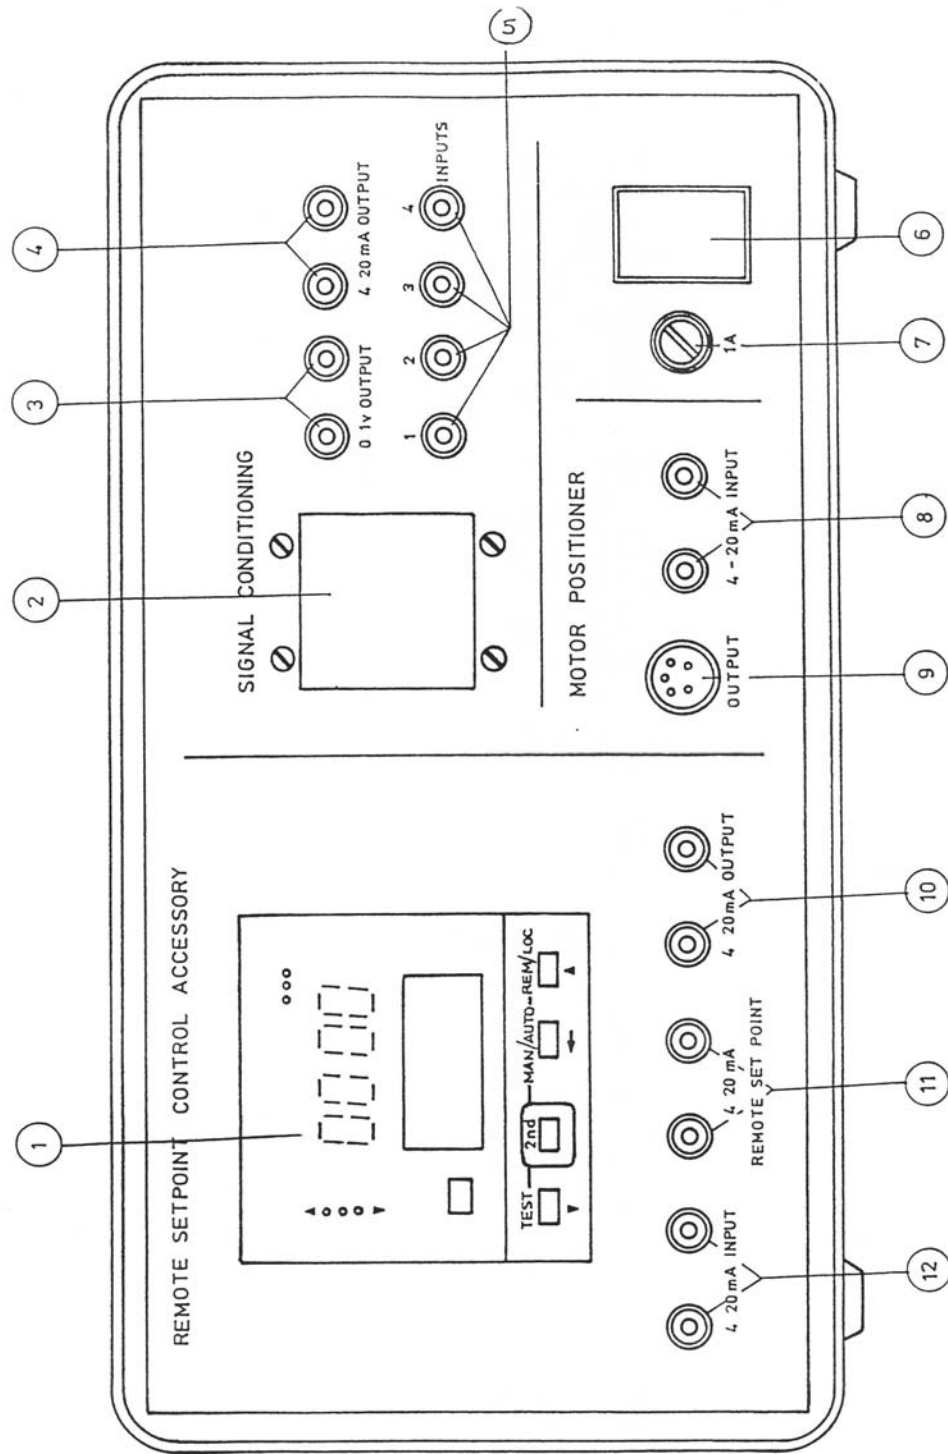 1
2
3
4
5
REMOTE SETPOINT CONTROL ACCESSORY
SIGNAL CONDITIONING
0 1v OUTPUT
4 20 mA OUTPUT
1
2
3
4
INPUTS
TEST
2nd
MAN/AUTO
REM/LOC
MOTOR POSITIONER
OUTPUT
4 - 20 mA INPUT
1A
4 20 mA INPUT
4 20 mA
REMOTE SET POINT
4 20mA OUTPUT
12
11
10
9
8
7
6